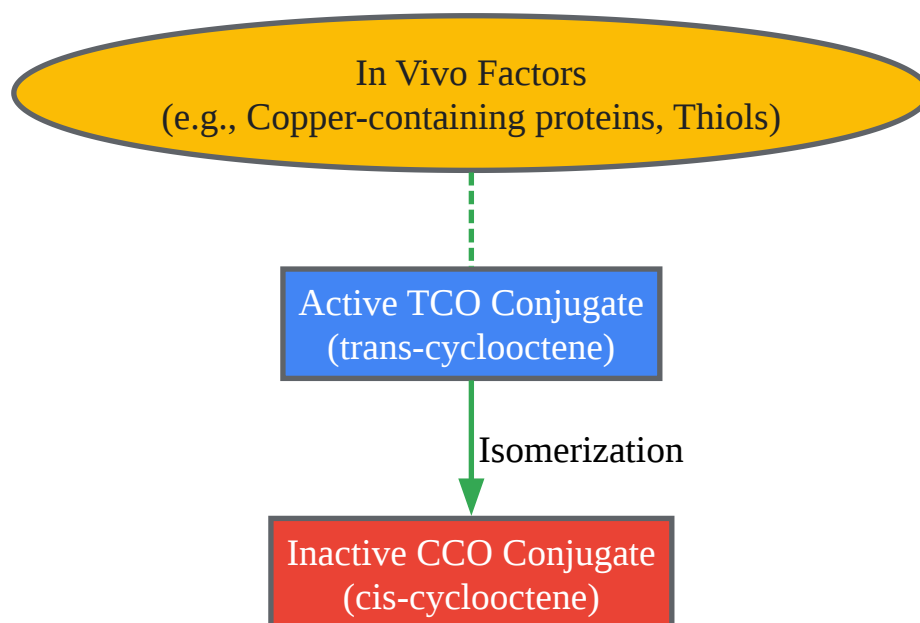 In Vivo Factors
(e.g., Copper-containing proteins, Thiols)
Active TCO Conjugate
(trans-cyclooctene)
Isomerization
Inactive CCO Conjugate
(cis-cyclooctene)